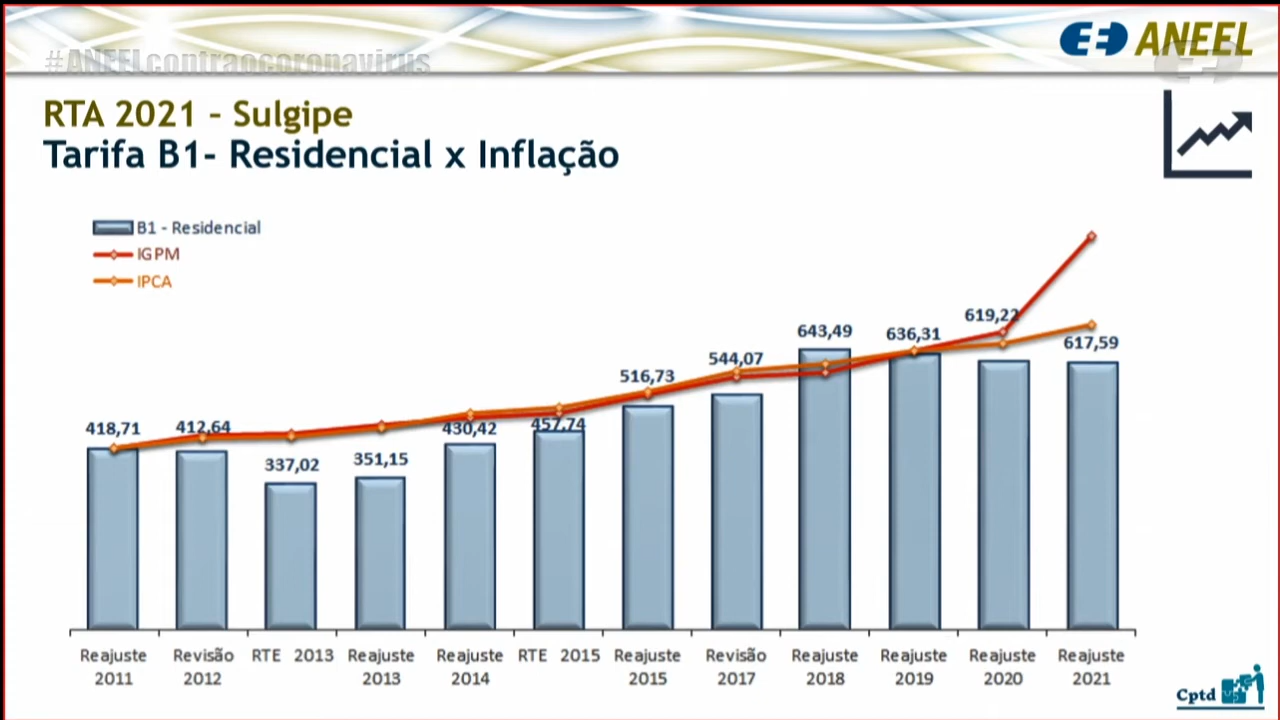 #ANEELcontraocoronavirus
ANEEL
RTA 2021 – Sulgipe
Tarifa B1- Residencial x Inflação
B1 - Residencial
IGPM
IPCA
418,71
412,64
337,02
351,15
430,42
457,74
516,73
544,07
643,49
636,31
619,22
617,59
Reajuste 2011
Revisão 2012
RTE 2013
Reajuste 2013
Reajuste 2014
RTE 2015
Reajuste 2015
Revisão 2017
Reajuste 2018
Reajuste 2019
Reajuste 2020
Reajuste 2021
Cptd